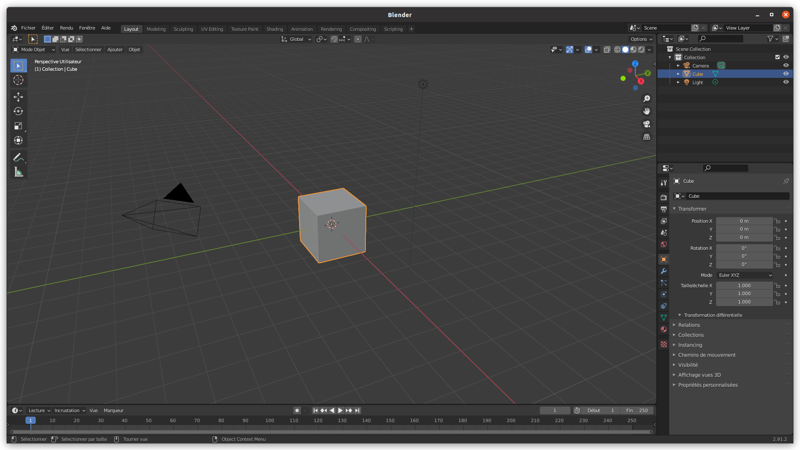 Blender
Fichier Éditer Rendu Fenêtre Aide Layout Modeling Sculpting UV Editing Texture Paint Shading Animation Rendering Compositing Scripting + Scene View Layer
Global Options
Mode Objet Vue Sélectionner Ajouter Objet
Perspective Utilisateur
(1) Collection | Cube
Scene Collection
Collection
Camera
Cube
Light
Cube
Cube
Transformer
Position X 0 m
Y 0 m
Z 0 m
Rotation X 0°
Y 0°
Z 0°
Mode Euler XYZ
Taille/échelle X 1.000
Y 1.000
Z 1.000
Transformation différentielle
Relations
Collections
Instancing
Chemins de mouvement
Visibilité
Affichage vues 3D
Propriétés personnalisées
Lecture Incrustation Vue Marqueur 1 Début 1 Fin 250
1 10 20 30 40 50 60 70 80 90 100 110 120 130 140 150 160 170 180 190 200 210 220 230 240 250
Sélectionner Sélectionner par boîte Tourner vue Object Context Menu 2.91.2